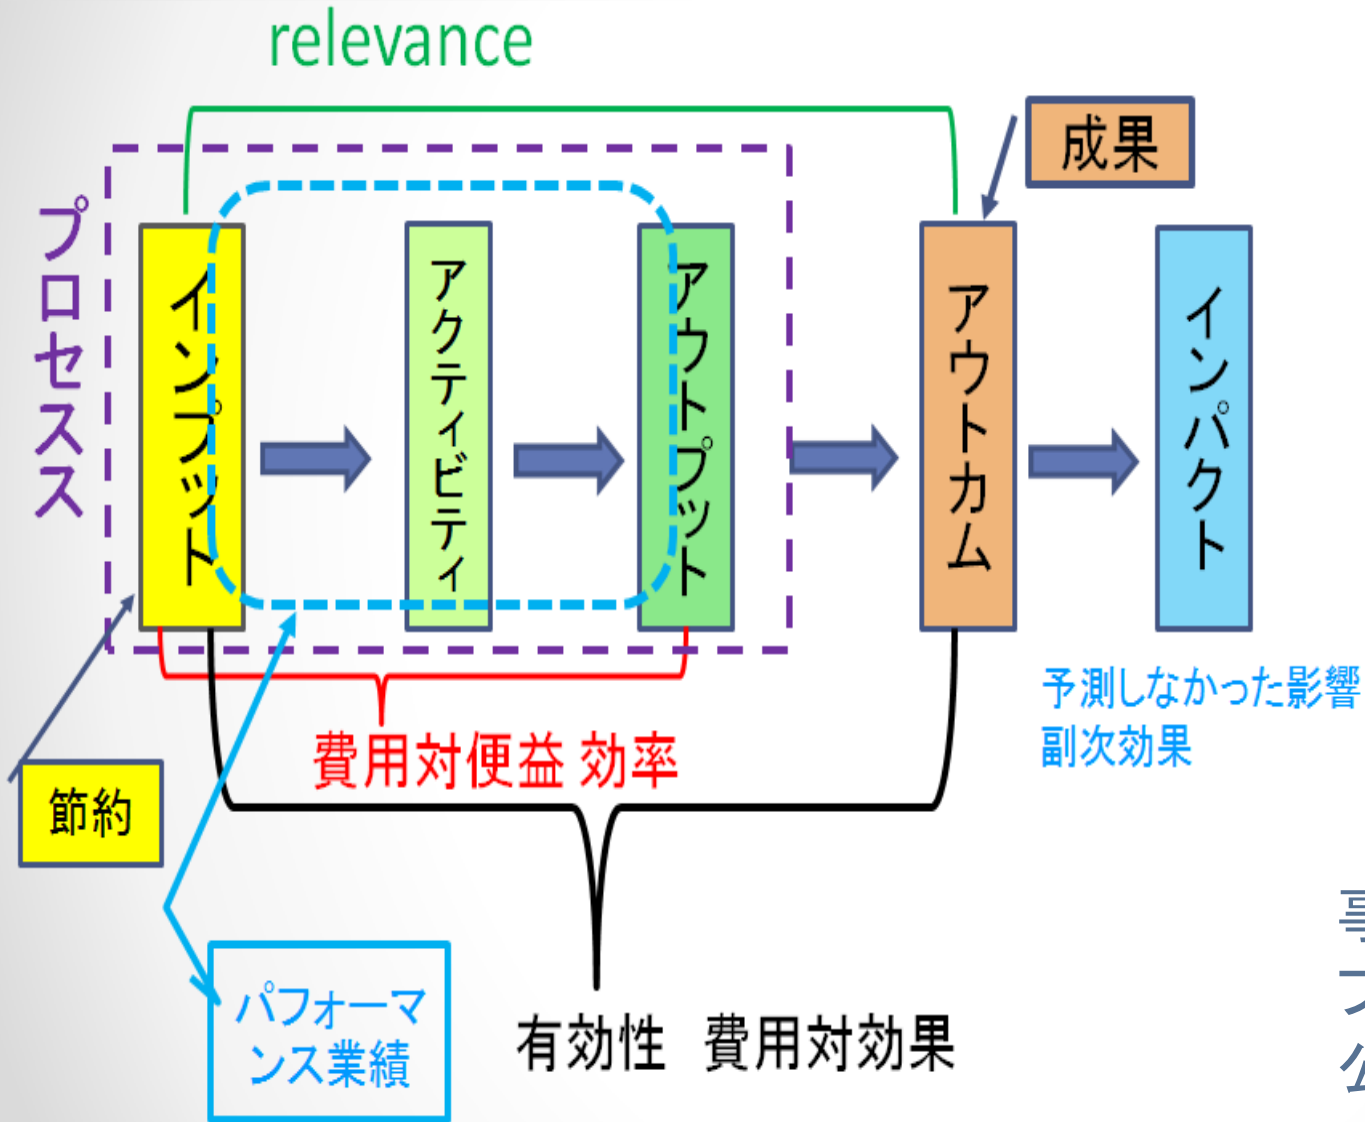 relevance
成果
プロセスス
インプット
アクティビティ
アウトプット
アウトカム
インパクト
予測しなかった影響
副次効果
費用対便益 効率
節約
パフォーマ
ンス業績
有効性　費用対効果